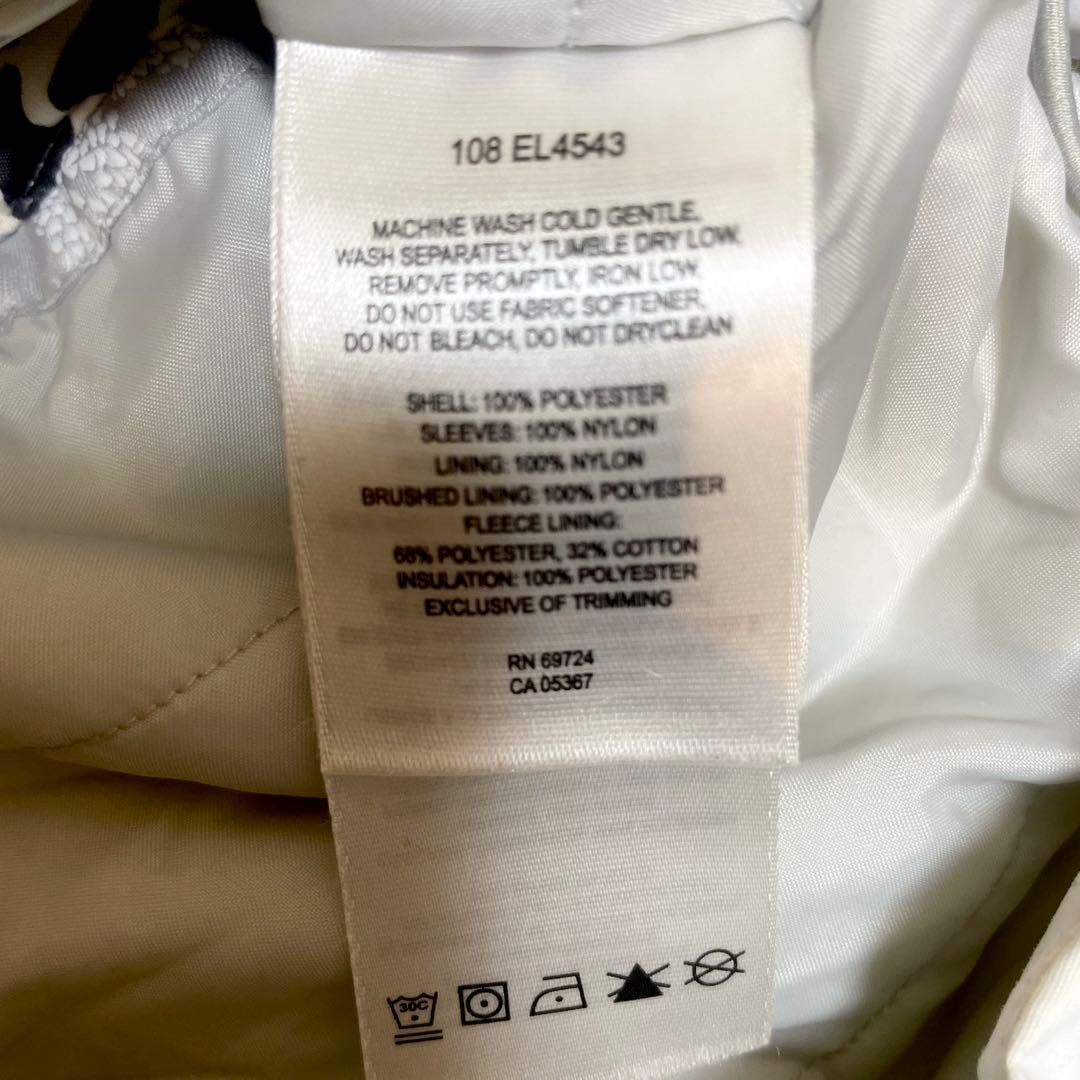 108 EL4543
MACHINE WASH COLD GENTLE,
WASH SEPARATELY, TUMBLE DRY LOW.
REMOVE PROMPTLY, IRON LOW.
DO NOT USE FABRIC SOFTENER,
DO NOT BLEACH, DO NOT DRYCLEAN
SHELL: 100% POLYESTER
SLEEVES: 100% NYLON
LINING: 100% NYLON
BRUSHED LINING: 100% POLYESTER
FLEECE LINING:
68% POLYESTER, 32% COTTON
INSULATION: 100% POLYESTER
EXCLUSIVE OF TRIMMING
RN 69724
CA 05367
30C